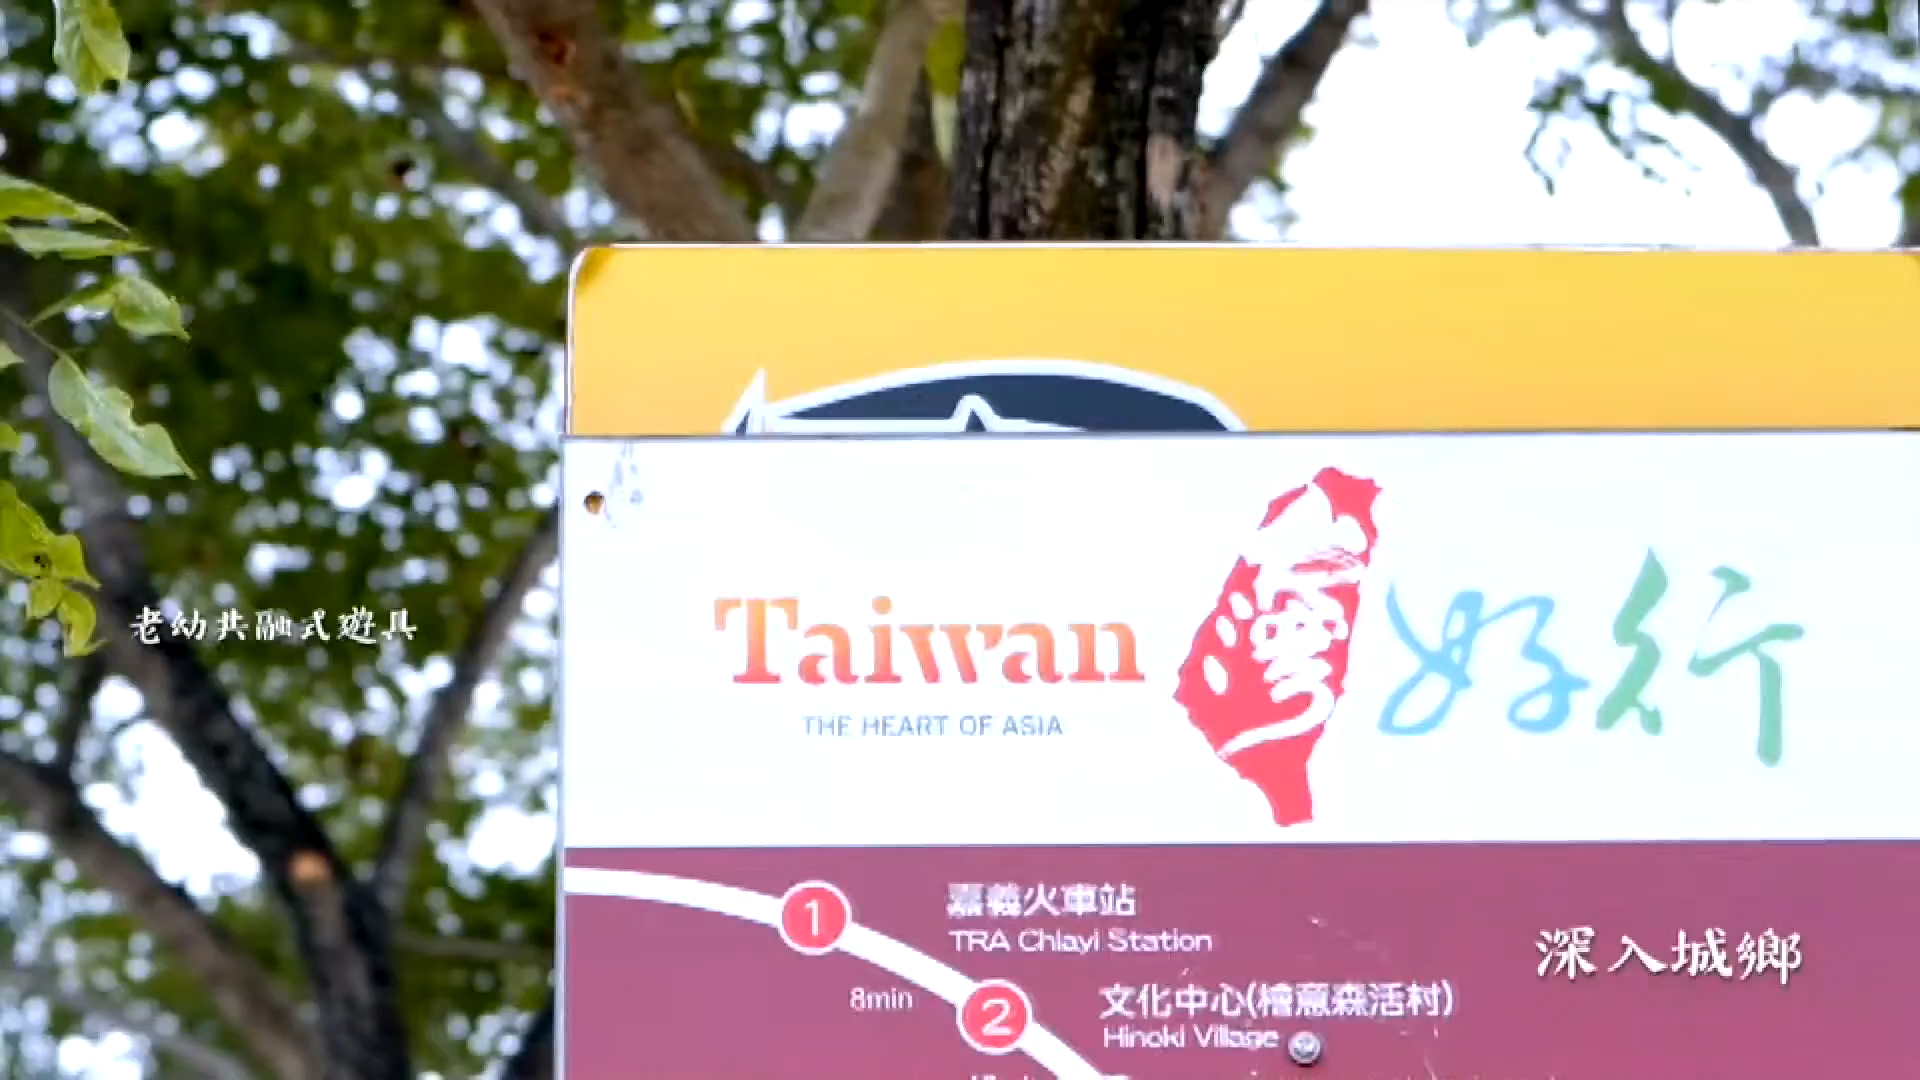 老幼共融式遊具
Taiwan 灣 好行
THE HEART OF ASIA
1 嘉義火車站
TRA Chiayi Station
深入城鄉
8min
2 文化中心(檜意森活村)
Hinoki Village